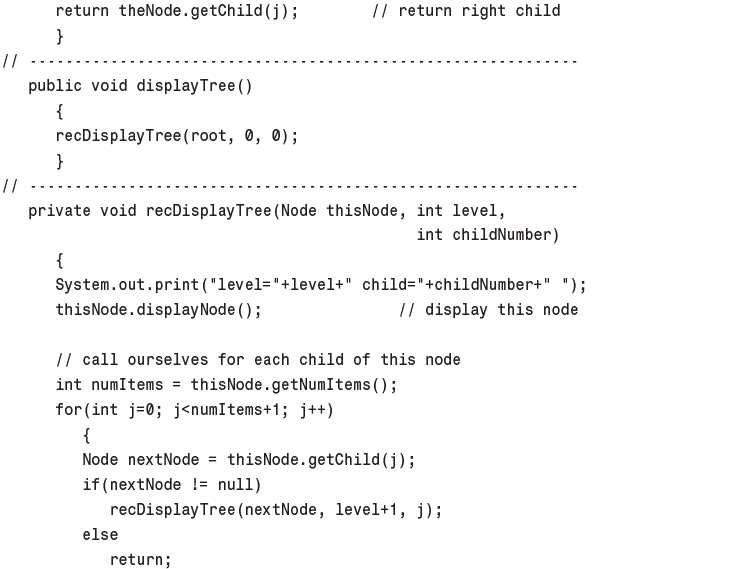 return theNode.getChild(j);        // return right child
      }
// -------------------------------------------------------------
   public void displayTree()
      {
      recDisplayTree(root, 0, 0);
      }
// -------------------------------------------------------------
   private void recDisplayTree(Node thisNode, int level,
                                              int childNumber)
      {
      System.out.print("level="+level+" child="+childNumber+" ");
      thisNode.displayNode();               // display this node

      // call ourselves for each child of this node
      int numItems = thisNode.getNumItems();
      for(int j=0; j<numItems+1; j++)
         {
         Node nextNode = thisNode.getChild(j);
         if(nextNode != null)
            recDisplayTree(nextNode, level+1, j);
         else
            return;